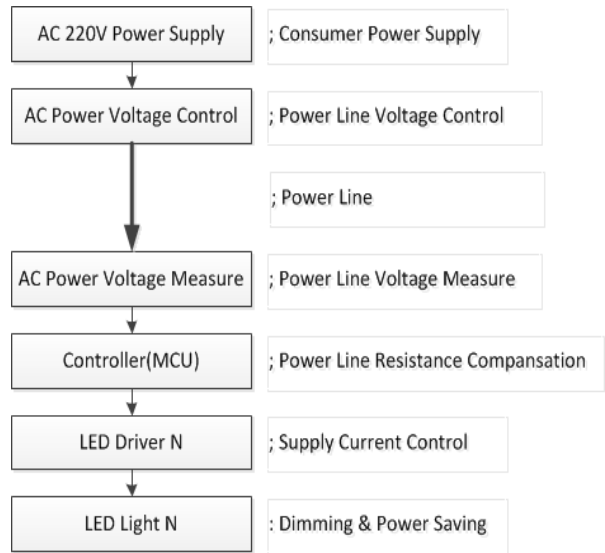 AC 220V Power Supply
; Consumer Power Supply
AC Power Voltage Control
; Power Line Voltage Control
; Power Line
AC Power Voltage Measure
; Power Line Voltage Measure
Controller(MCU)
; Power Line Resistance Compansation
LED Driver N
; Supply Current Control
LED Light N
: Dimming & Power Saving